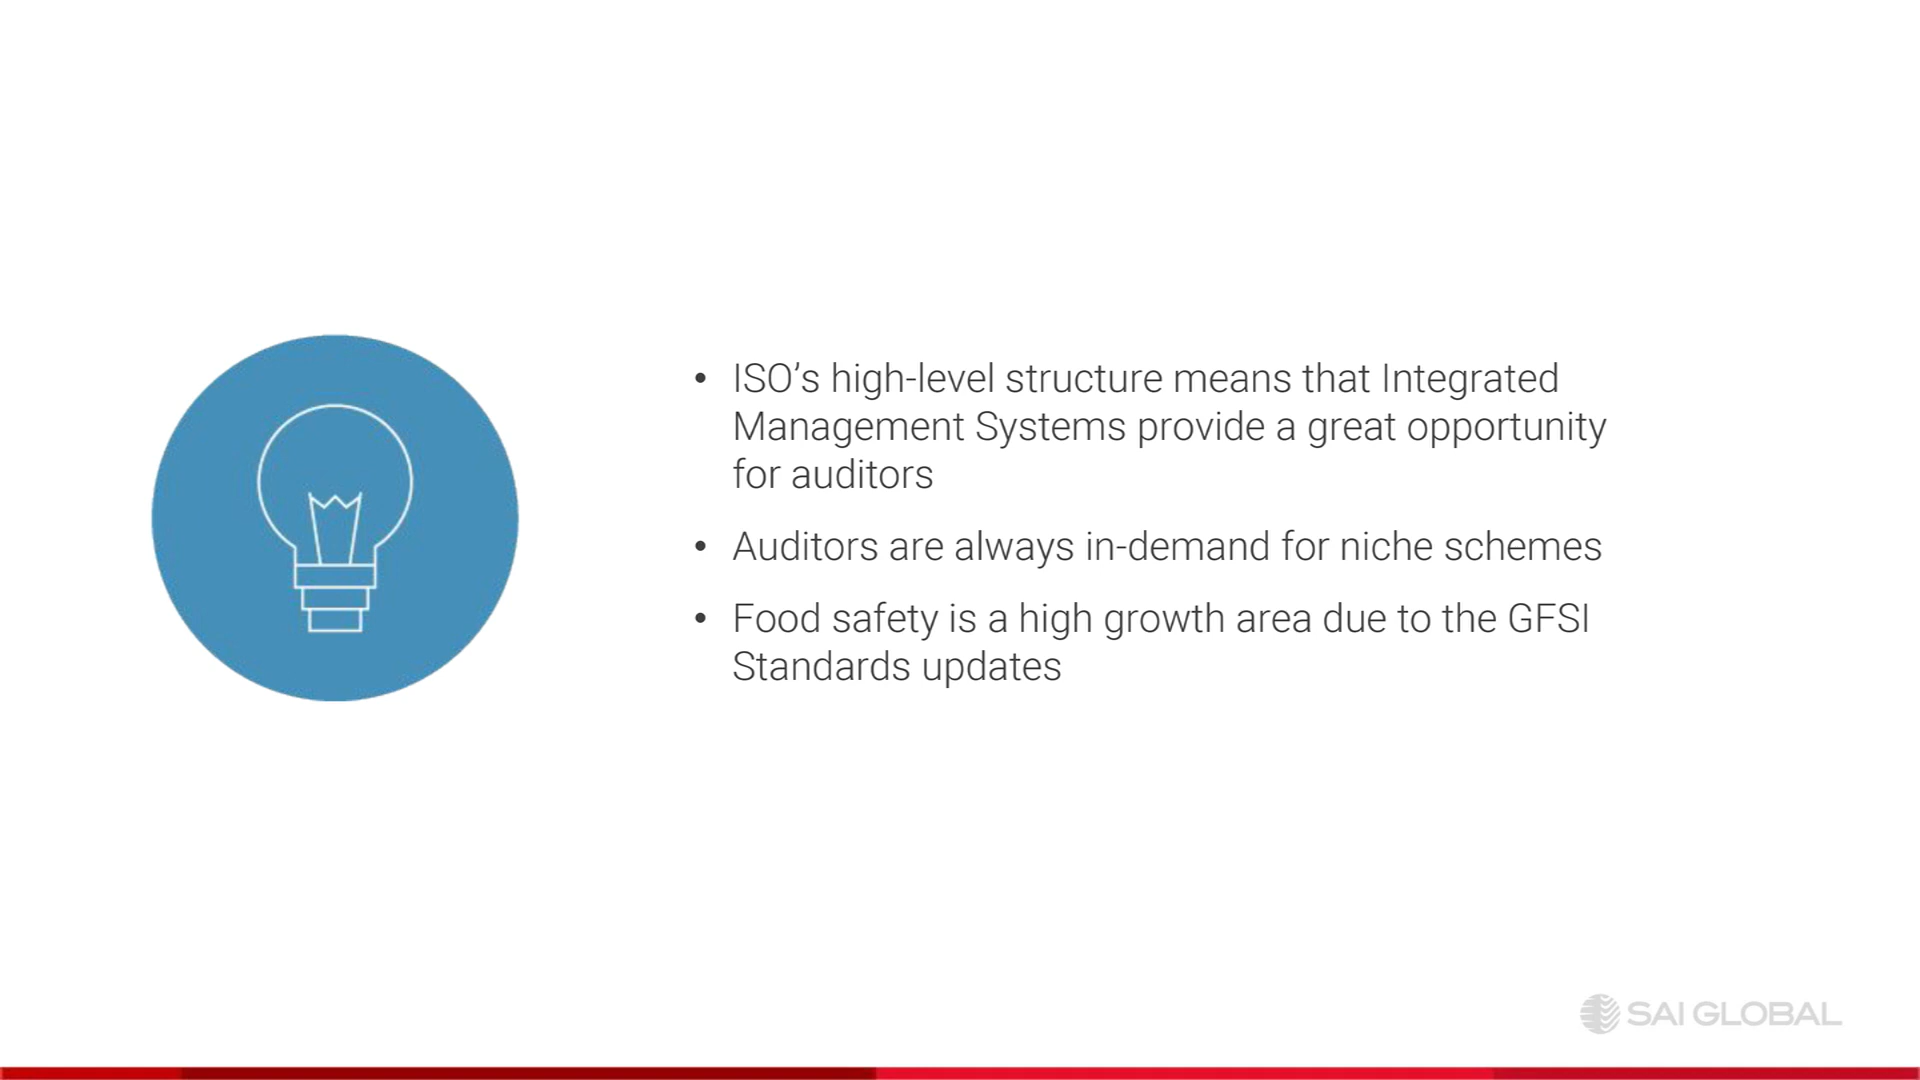 • ISO’s high-level structure means that Integrated
Management Systems provide a great opportunity
for auditors
• Auditors are always in-demand for niche schemes
• Food safety is a high growth area due to the GFSI
Standards updates
SAI GLOBAL